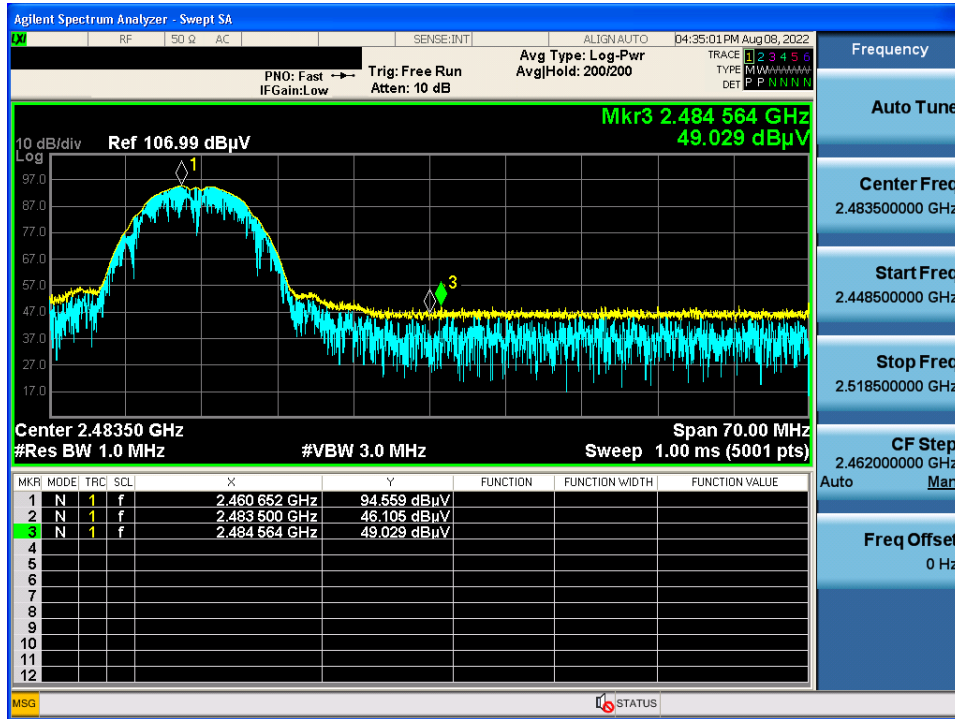 Agilent Spectrum Analyzer - Swept SA
LXI RF 50 Ω AC SENSE:INT ALIGN AUTO 04:35:01 PM Aug 08, 2022
Frequency
PNO: Fast Trig: Free Run Avg Type: Log-Pwr TRACE 1 2 3 4 5 6
IFGain:Low Atten: 10 dB Avg|Hold: 200/200 TYPE MWWWWW
DET P P N N N N
Auto Tune
Mkr3 2.484 564 GHz
49.029 dBµV
10 dB/div Ref 106.99 dBµV
Log
97.0
87.0
77.0
67.0
57.0
47.0
37.0
27.0
17.0
1
3
Center Freq
2.483500000 GHz
Start Freq
2.448500000 GHz
Stop Freq
2.518500000 GHz
Center 2.48350 GHz Span 70.00 MHz
#Res BW 1.0 MHz #VBW 3.0 MHz Sweep 1.00 ms (5001 pts)
CF Step
2.462000000 GHz
Auto Man
Freq Offset
0 Hz
MKR MODE TRC SCL X Y FUNCTION FUNCTION WIDTH FUNCTION VALUE
1 N 1 f 2.460 652 GHz 94.559 dBµV
2 N 1 f 2.483 500 GHz 46.105 dBµV
3 N 1 f 2.484 564 GHz 49.029 dBµV
4
5
6
7
8
9
10
11
12
MSG STATUS